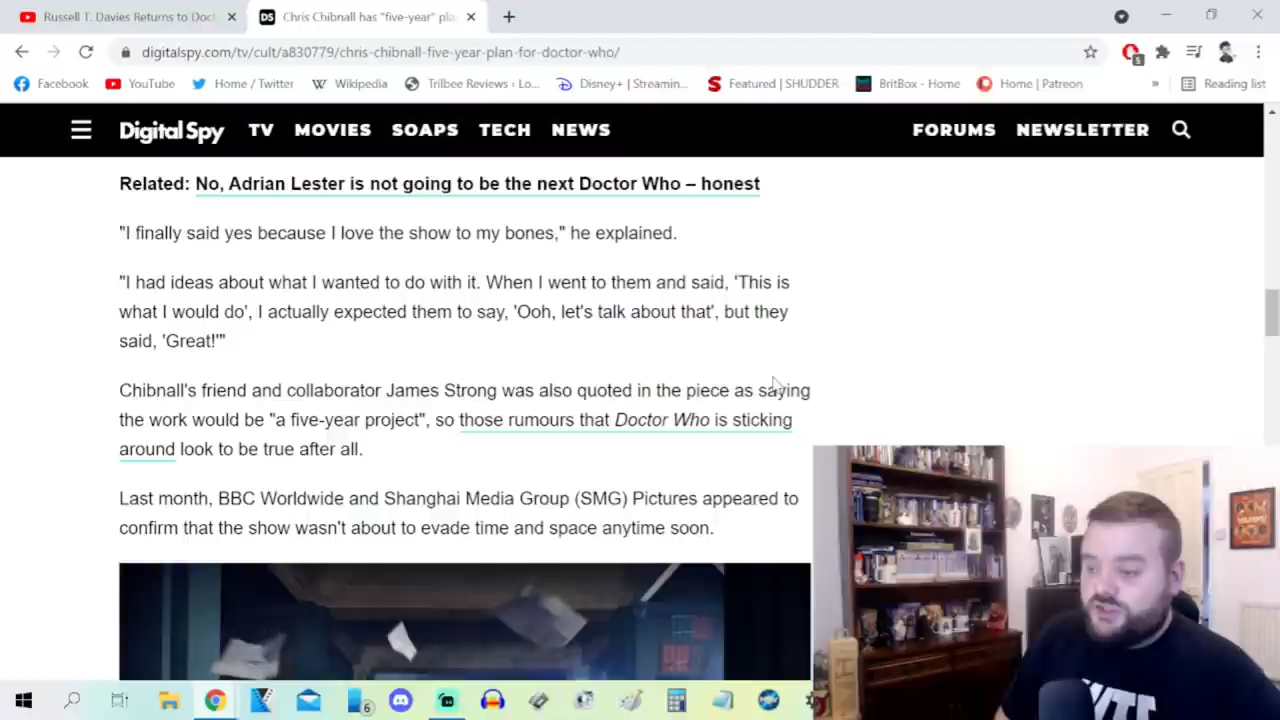 Russell T. Davies Returns to Doct
Chris Chibnall has "five-year" pla
digitalspy.com/tv/cult/a830779/chris-chibnall-five-year-plan-for-doctor-who/
5
Facebook
YouTube
Home / Twitter
Wikipedia
Trilbee Reviews ‹ Lo...
Disney+ | Streamin...
Featured | SHUDDER
BritBox - Home
Home | Patreon
»
Reading list
Digital Spy TV MOVIES SOAPS TECH NEWS FORUMS NEWSLETTER
Related: No, Adrian Lester is not going to be the next Doctor Who – honest
"I finally said yes because I love the show to my bones," he explained.
"I had ideas about what I wanted to do with it. When I went to them and said, 'This is
what I would do', I actually expected them to say, 'Ooh, let's talk about that', but they
said, 'Great!'"
Chibnall's friend and collaborator James Strong was also quoted in the piece as saying
the work would be "a five-year project", so those rumours that Doctor Who is sticking
around look to be true after all.
Last month, BBC Worldwide and Shanghai Media Group (SMG) Pictures appeared to
confirm that the show wasn't about to evade time and space anytime soon.
6